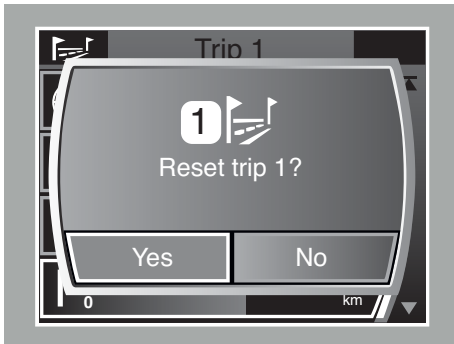 Trip 1
1
Reset trip 1?
Yes No
0 km